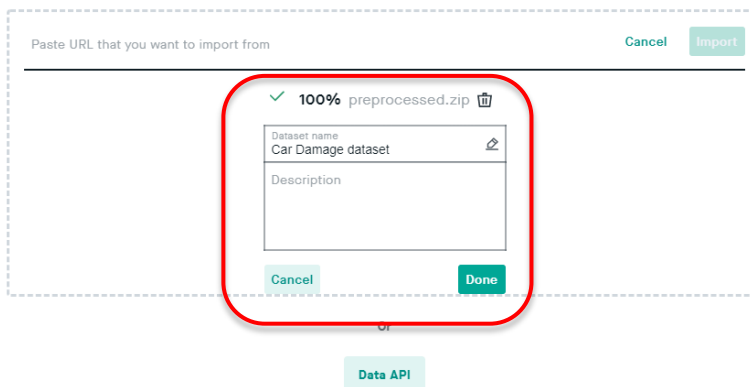 Paste URL that you want to import from Cancel Import
100% preprocessed.zip
Dataset name
Car Damage dataset
Description
Cancel Done
or
Data API